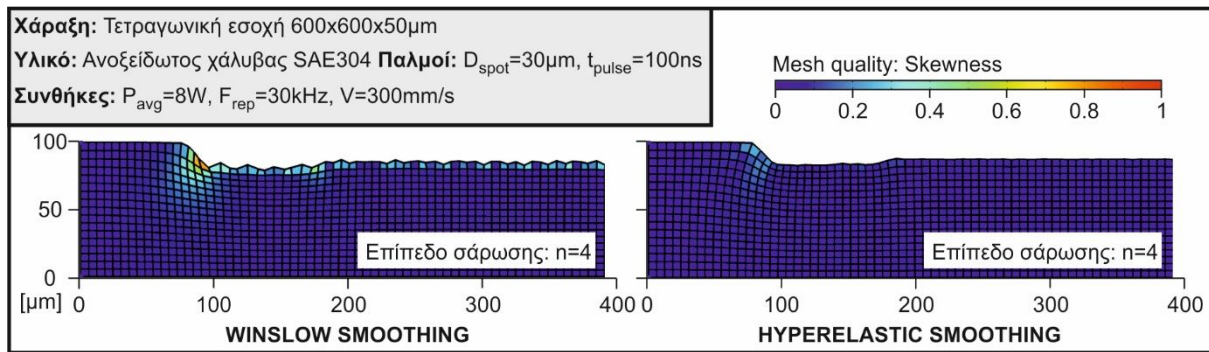 Χάραξη: Τετραγωνική εσοχή 600x600x50μm
Υλικό: Ανοξείδωτος χάλυβας SAE304 Παλμοί: Dspot=30μm, tpulse=100ns
Συνθήκες: Pavg=8W, Frep=30kHz, V=300mm/s
Mesh quality: Skewness
0 0.2 0.4 0.6 0.8 1
100
50
0
Επίπεδο σάρωσης: n=4
Επίπεδο σάρωσης: n=4
[μm] 0 100 200 300 400
0 100 200 300 400
WINSLOW SMOOTHING
HYPERELASTIC SMOOTHING